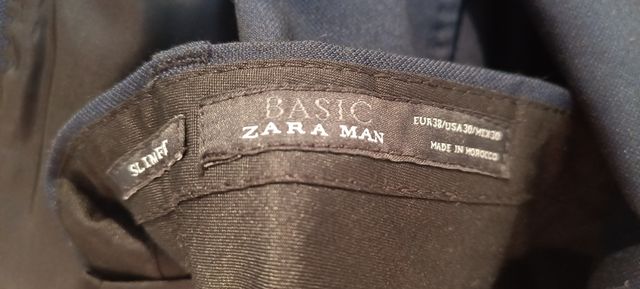 BASIC
ZARA MAN
EUR38/USA30/MEX30
MADE IN MOROCCO
SLIM FIT